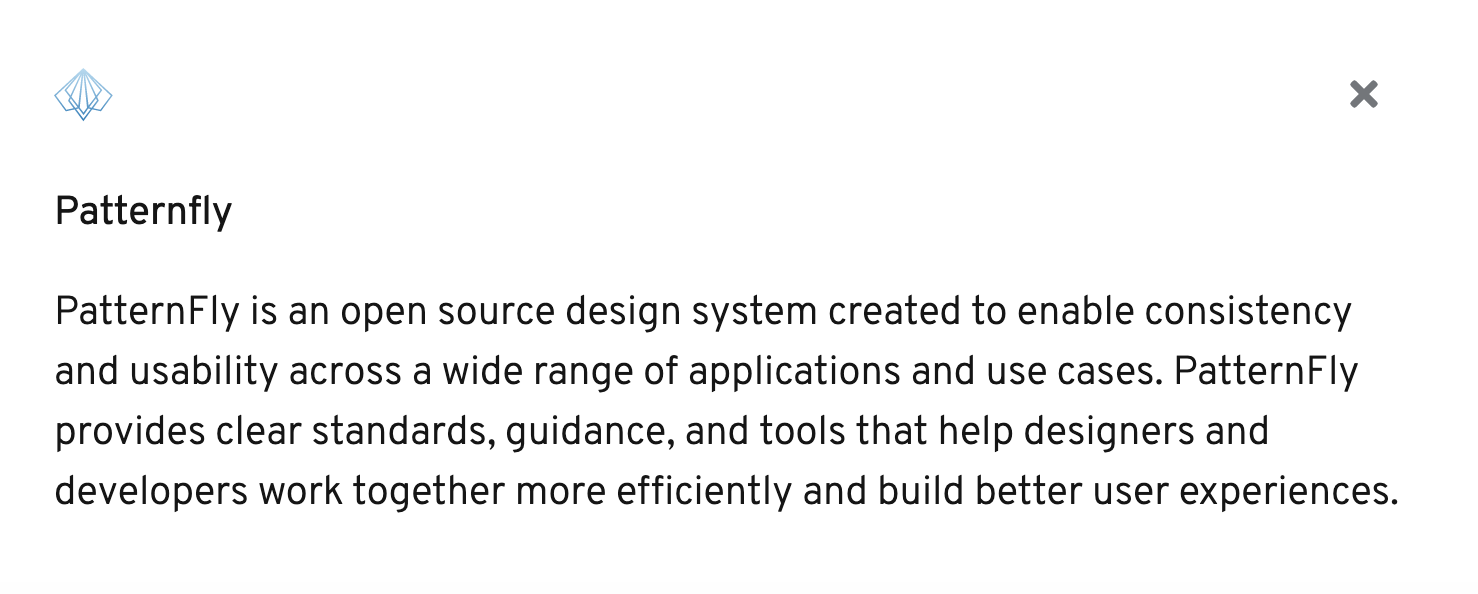 Patternfly
PatternFly is an open source design system created to enable consistency
and usability across a wide range of applications and use cases. PatternFly
provides clear standards, guidance, and tools that help designers and
developers work together more efficiently and build better user experiences.